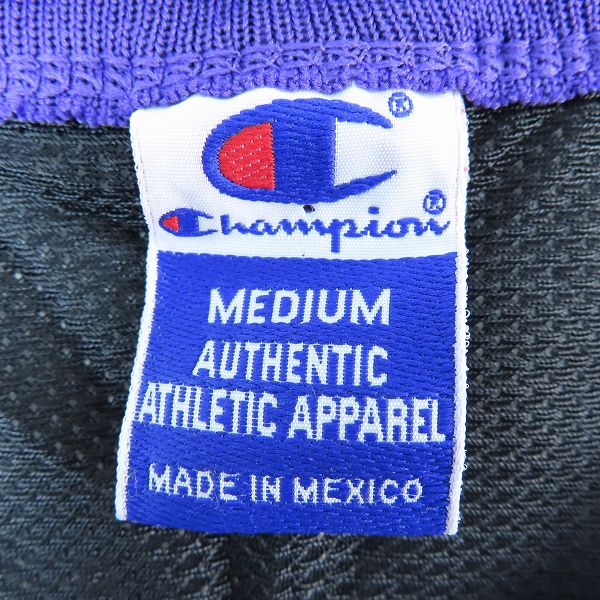 C®
Champion®
MEDIUM
AUTHENTIC
ATHLETIC APPAREL
MADE IN MEXICO